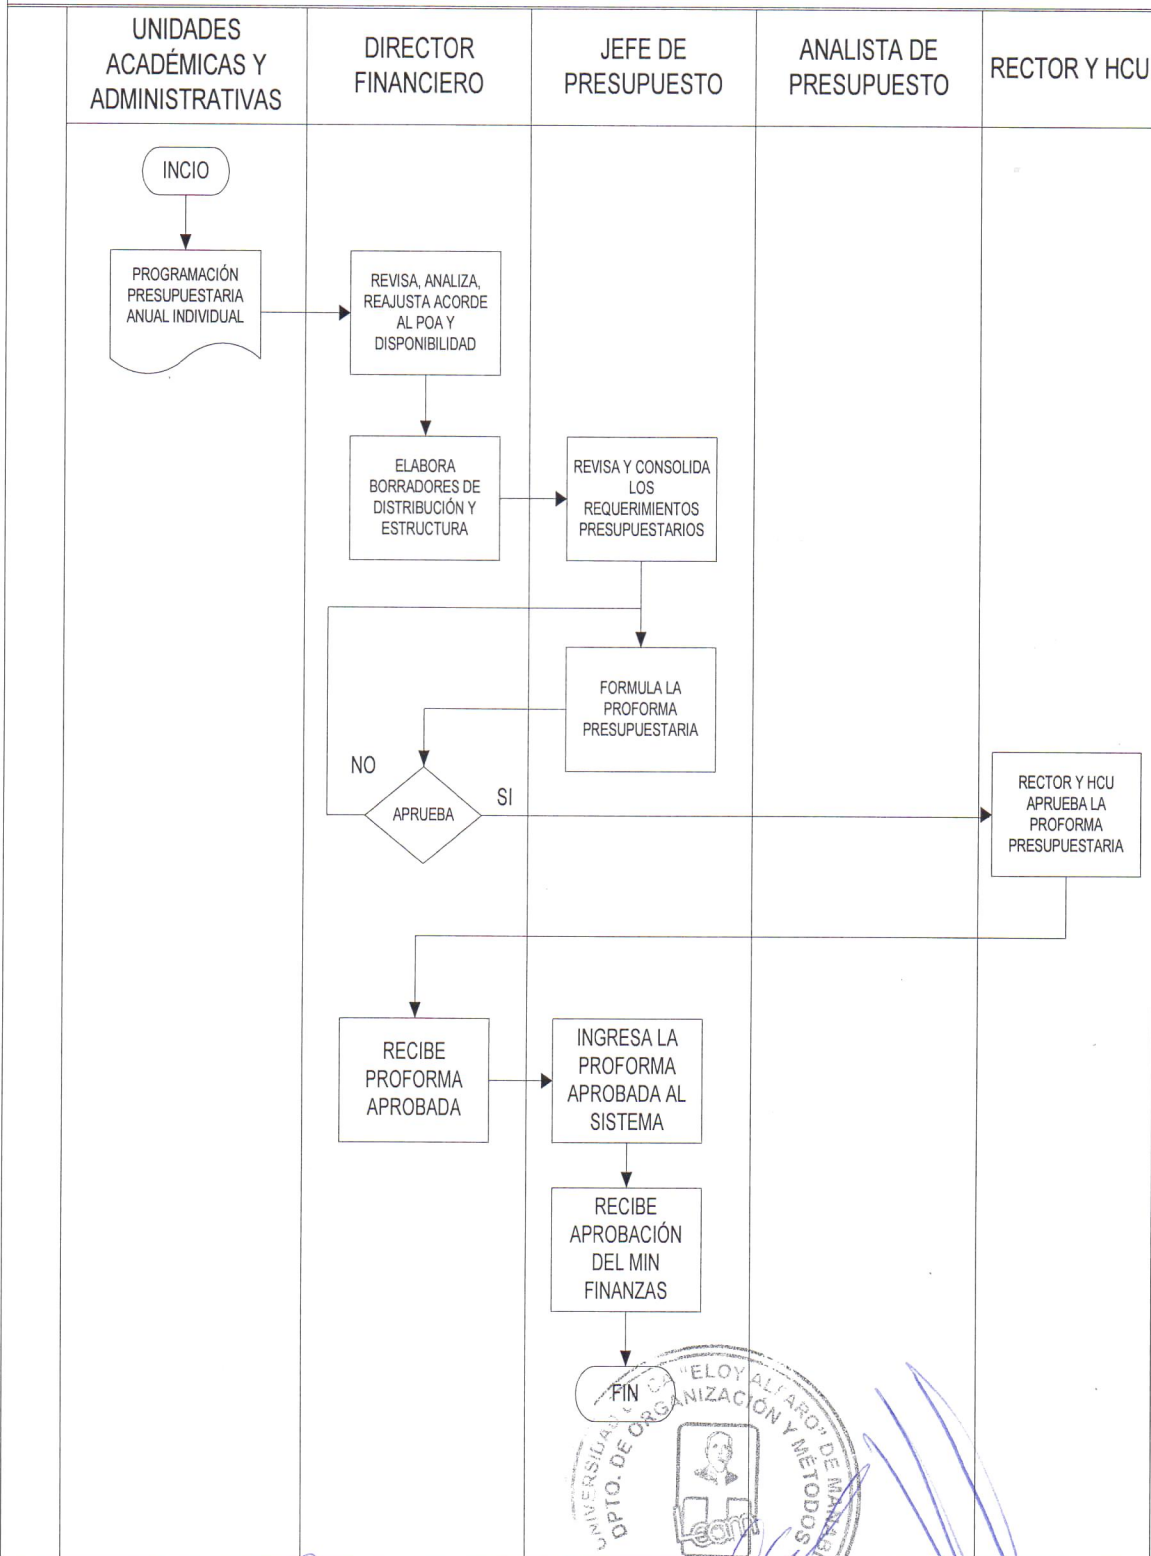 UNIDADES
ACADÉMICAS Y
ADMINISTRATIVAS
DIRECTOR
FINANCIERO
JEFE DE
PRESUPUESTO
ANALISTA DE
PRESUPUESTO
RECTOR Y HCU
INCIO
PROGRAMACIÓN
PRESUPUESTARIA
ANUAL INDIVIDUAL
REVISA, ANALIZA,
REAJUSTA ACORDE
AL POA Y
DISPONIBILIDAD
ELABORA
BORRADORES DE
DISTRIBUCIÓN Y
ESTRUCTURA
REVISA Y CONSOLIDA
LOS
REQUERIMIENTOS
PRESUPUESTARIOS
FORMULA LA
PROFORMA
PRESUPUESTARIA
NO
APRUEBA
SI
RECTOR Y HCU
APRUEBA LA
PROFORMA
PRESUPUESTARIA
RECIBE
PROFORMA
APROBADA
INGRESA LA
PROFORMA
APROBADA AL
SISTEMA
RECIBE
APROBACIÓN
DEL MIN
FINANZAS
FIN
UNIVERSIDAD "ELOY ALFARO" DE MANABI
DPTO. DE ORGANIZACIÓN Y MÉTODOS